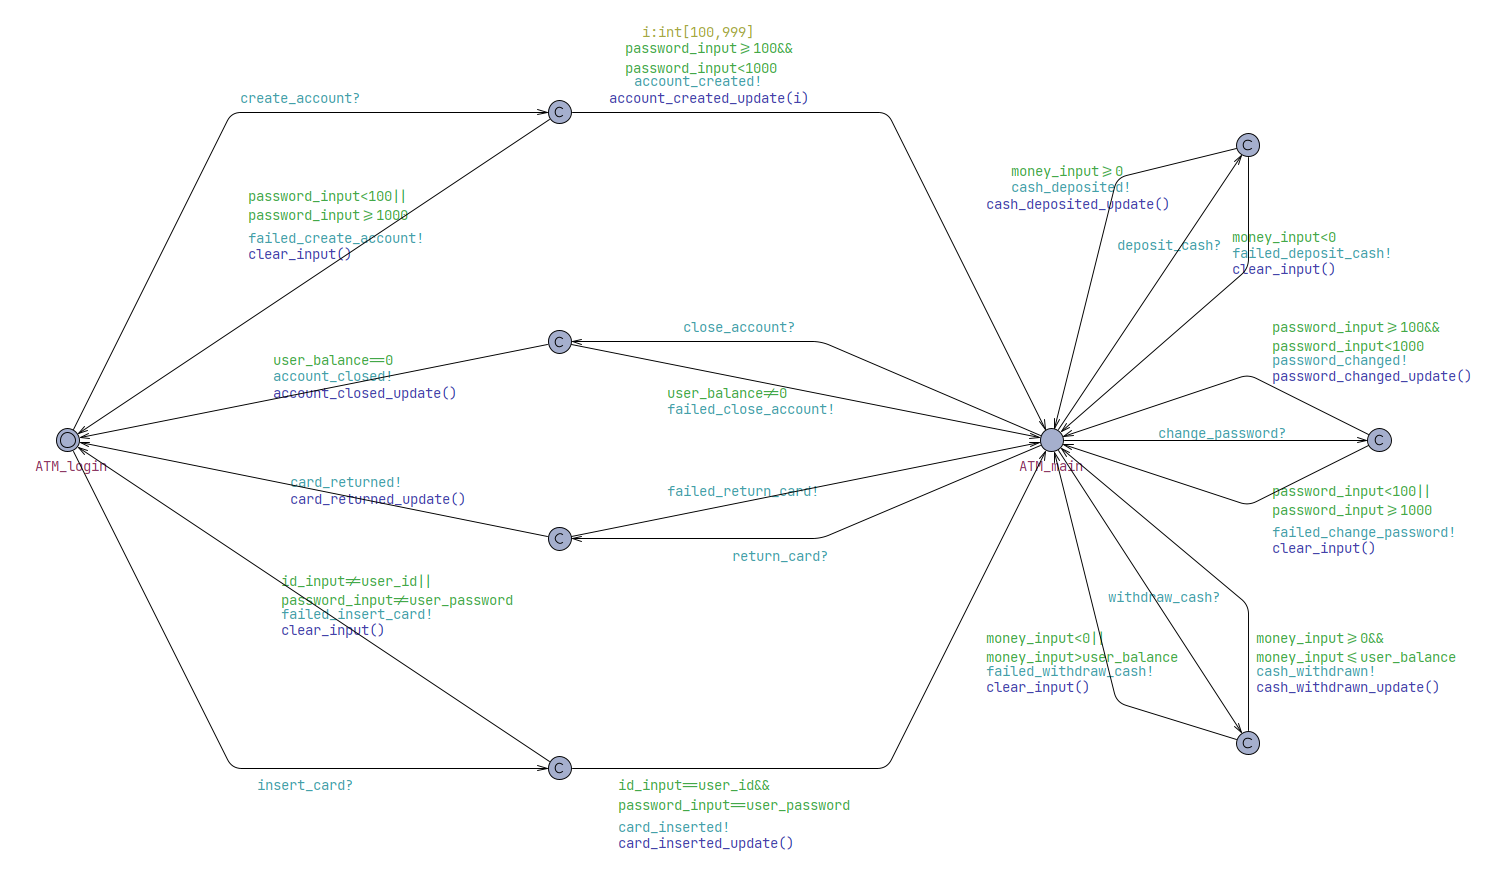 i:int[100,999]
password_input≥100&&
password_input<1000
account_created!
account_created_update(i)
create_account?
C
C
money_input≥0
cash_deposited!
cash_deposited_update()
password_input<100||
password_input≥1000
failed_create_account!
clear_input()
deposit_cash?
money_input<0
failed_deposit_cash!
clear_input()
close_account?
C
password_input≥100&&
password_input<1000
password_changed!
password_changed_update()
user_balance==0
account_closed!
account_closed_update()
user_balance≠0
failed_close_account!
change_password?
C
ATM_login
ATM_main
card_returned!
card_returned_update()
failed_return_card!
password_input<100||
password_input≥1000
failed_change_password!
clear_input()
C
return_card?
id_input≠user_id||
password_input≠user_password
failed_insert_card!
clear_input()
withdraw_cash?
money_input<0||
money_input>user_balance
failed_withdraw_cash!
clear_input()
money_input≥0&&
money_input≤user_balance
cash_withdrawn!
cash_withdrawn_update()
C
C
insert_card?
id_input==user_id&&
password_input==user_password
card_inserted!
card_inserted_update()